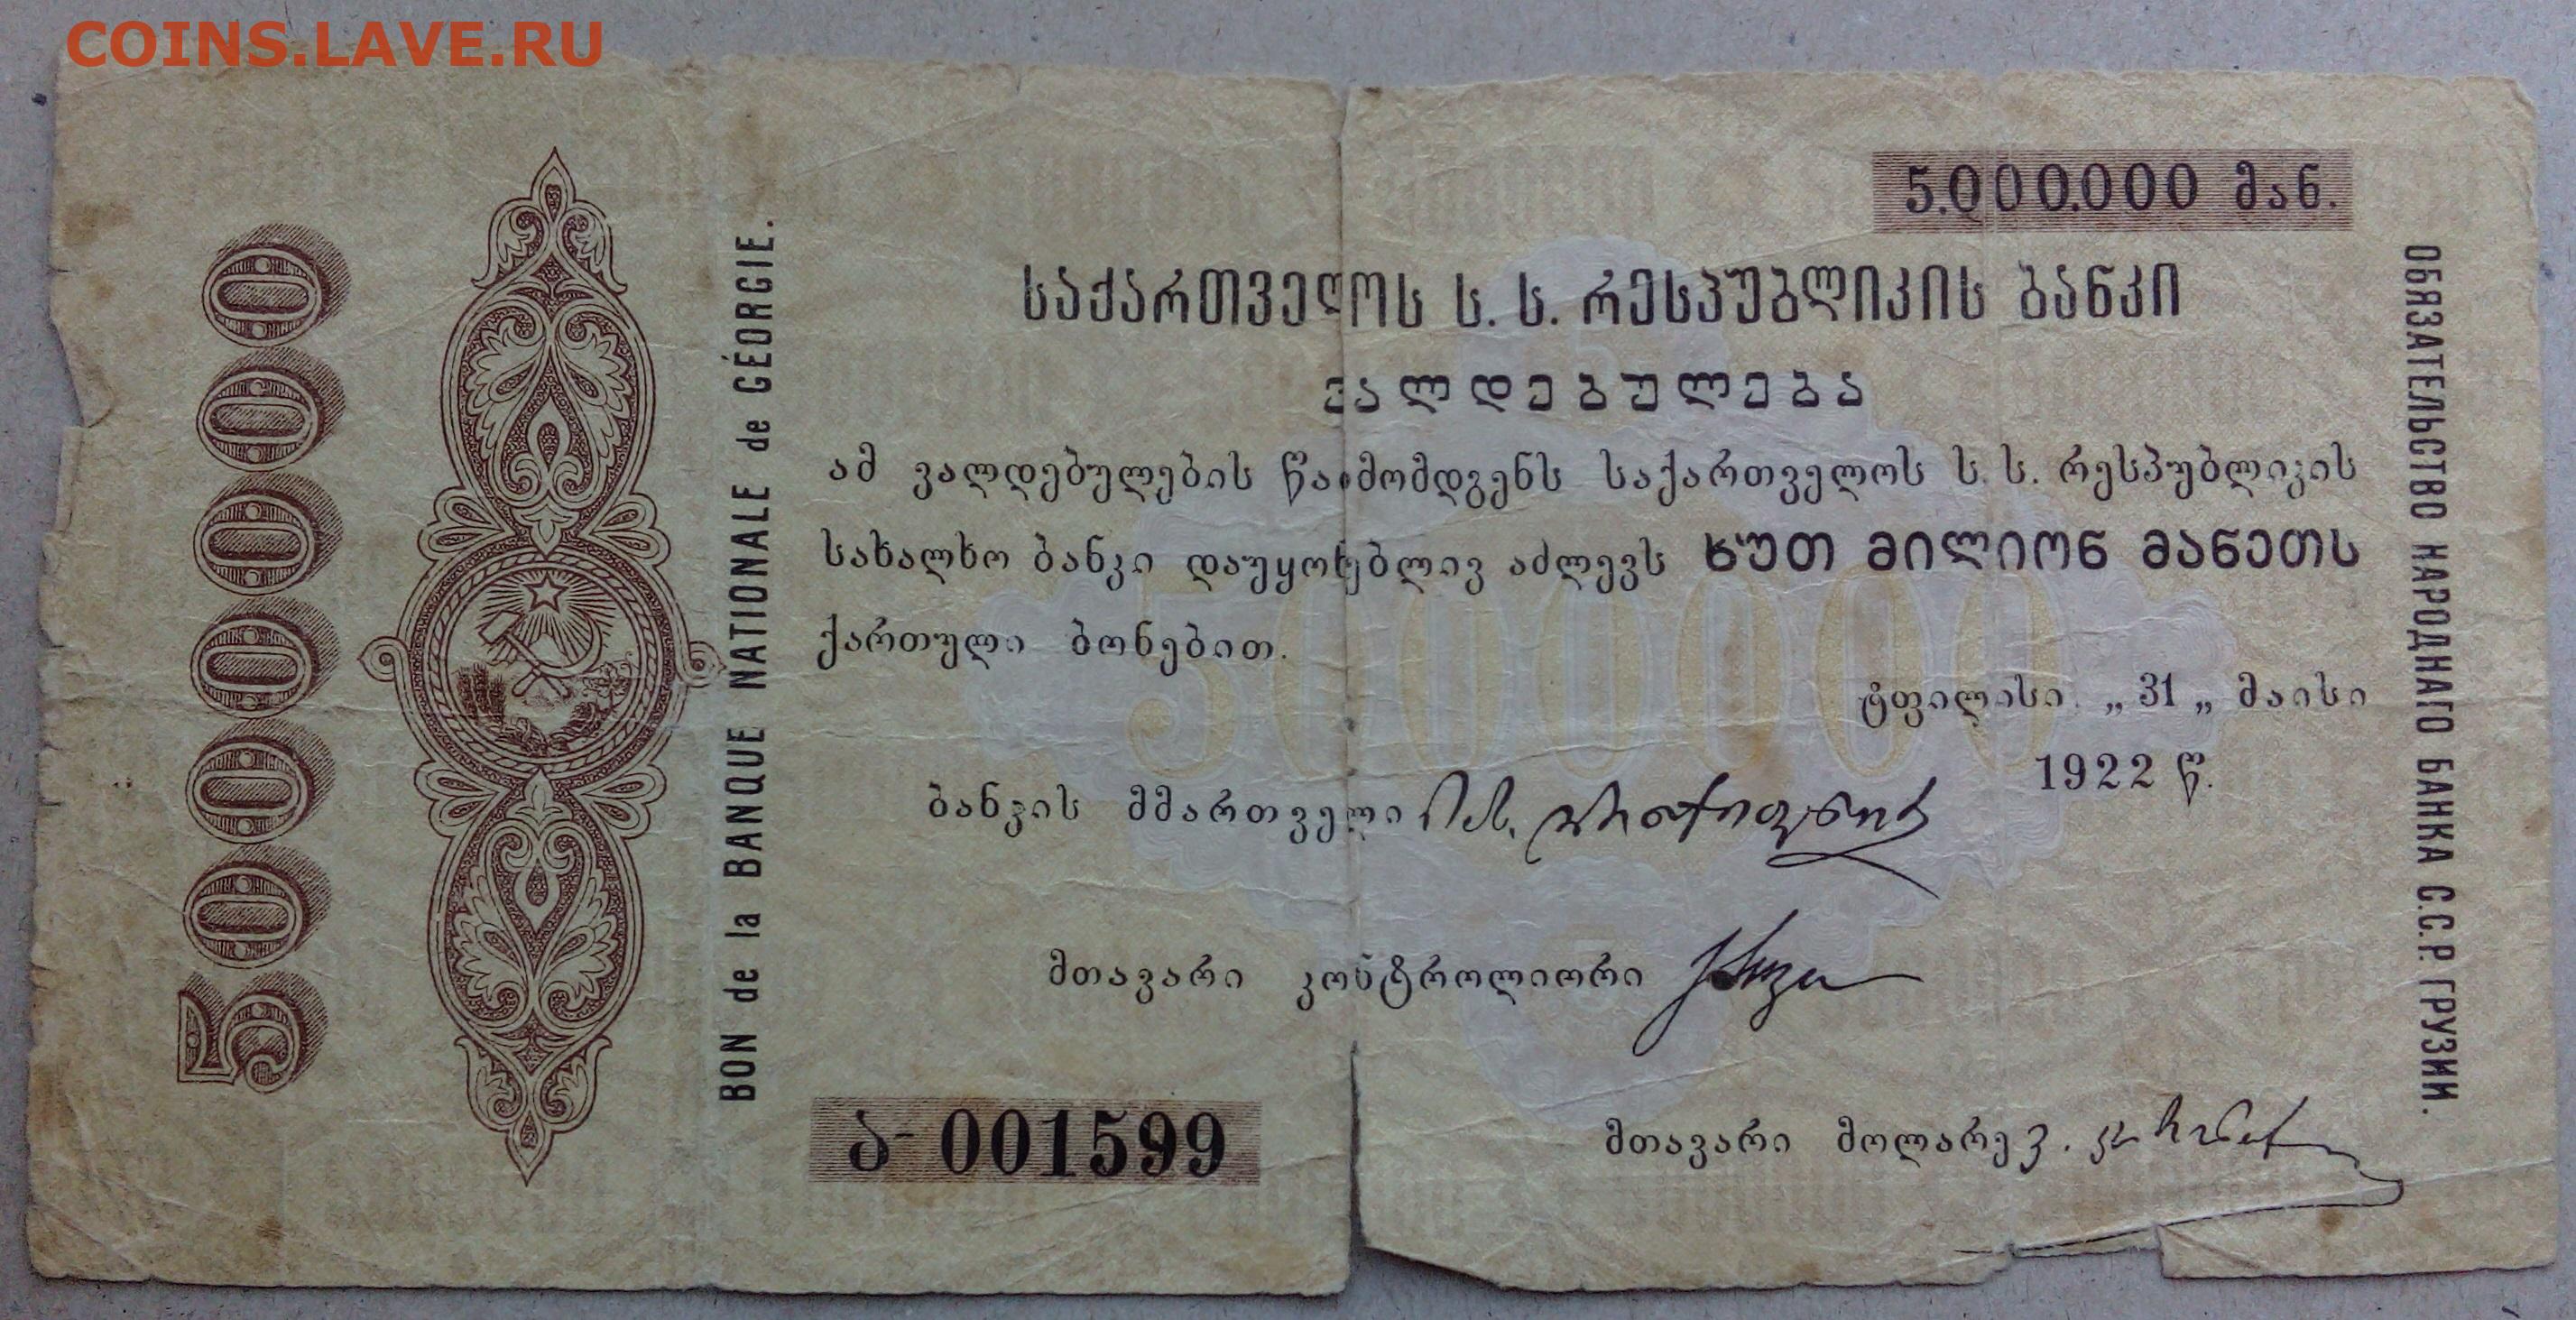 COINS.LAVE.RU
5000000
BON de la BANQUE NATIONALE de GÉORGIE.
5.000.000 მან.
საქართველოს ს. ს. რესპუბლიკის ბანკი
ვალდებულება
ამ ვალდებულების წარმომდგენს საქართველოს ს. ს. რესპუბლიკის
სახალხო ბანკი დაუყონებლივ აძლევს ხუთ მილიონ მანეთს
ქართული ბონებით.
5000000
ტფილისი „31„ მაისი
1922 წ.
ბანკის მმართველი
მთავარი კონტროლიორი
მთავარი მოლარე
ბ- 001599
ОБЯЗАТЕЛЬСТВО НАРОДНАГО БАНКА С.С.Р. ГРУЗИИ.